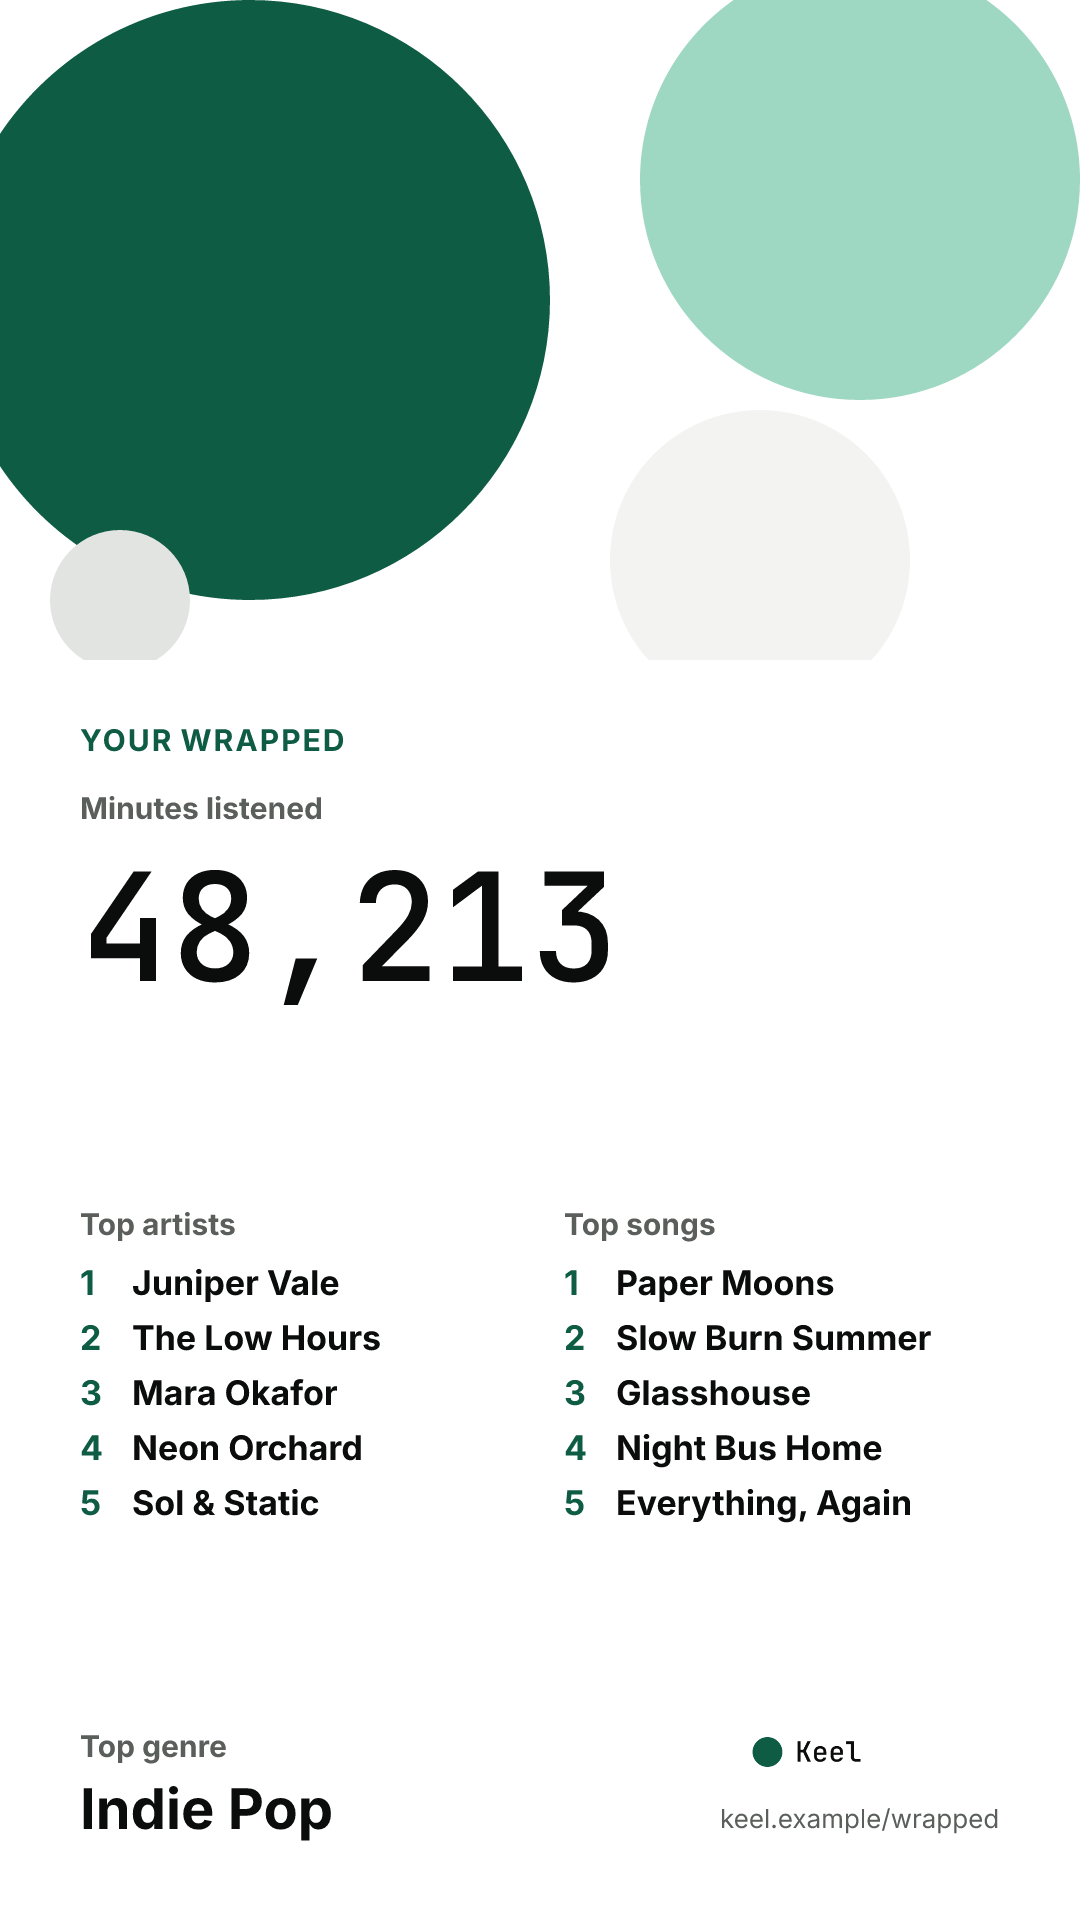 YOUR WRAPPED
Minutes listened
48,213
Top artists
1 Juniper Vale
2 The Low Hours
3 Mara Okafor
4 Neon Orchard
5 Sol & Static
Top songs
1 Paper Moons
2 Slow Burn Summer
3 Glasshouse
4 Night Bus Home
5 Everything, Again
Top genre
Indie Pop
Keel
keel.example/wrapped